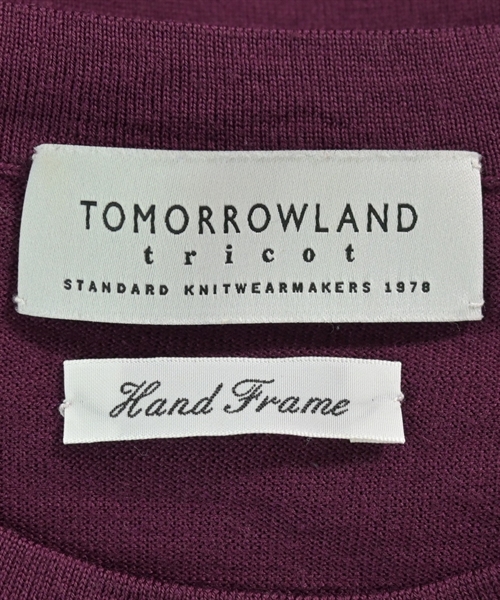 TOMORROWLAND
tricot
STANDARD KNITWEARMAKERS 1978
Hand Frame